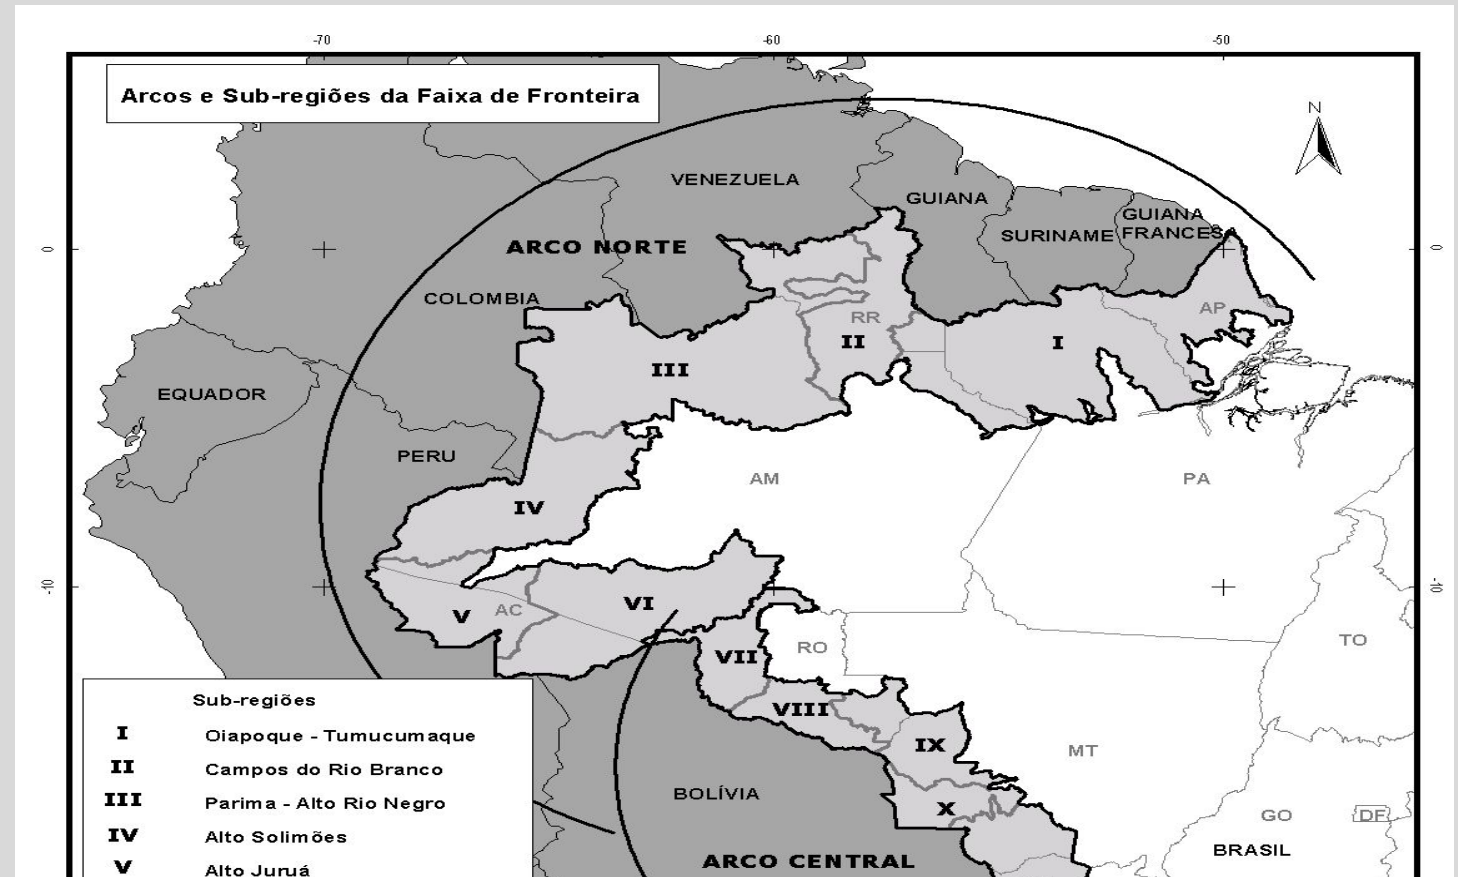 -70
-60
-50
Arcos e Sub-regiões da Faixa de Fronteira
N
VENEZUELA
GUIANA
GUIANA
FRANCESA
SURINAME
ARCO NORTE
0
0
COLOMBIA
AP
RR
II
I
III
EQUADOR
PERU
AM
PA
IV
-10
-10
VI
V
AC
TO
RO
VII
VIII
IX
MT
BOLÍVIA
X
GO
DF
BRASIL
ARCO CENTRAL
Sub-regiões
I Oiapoque - Tumucumaque
II Campos do Rio Branco
III Parima - Alto Rio Negro
IV Alto Solimões
V Alto Juruá